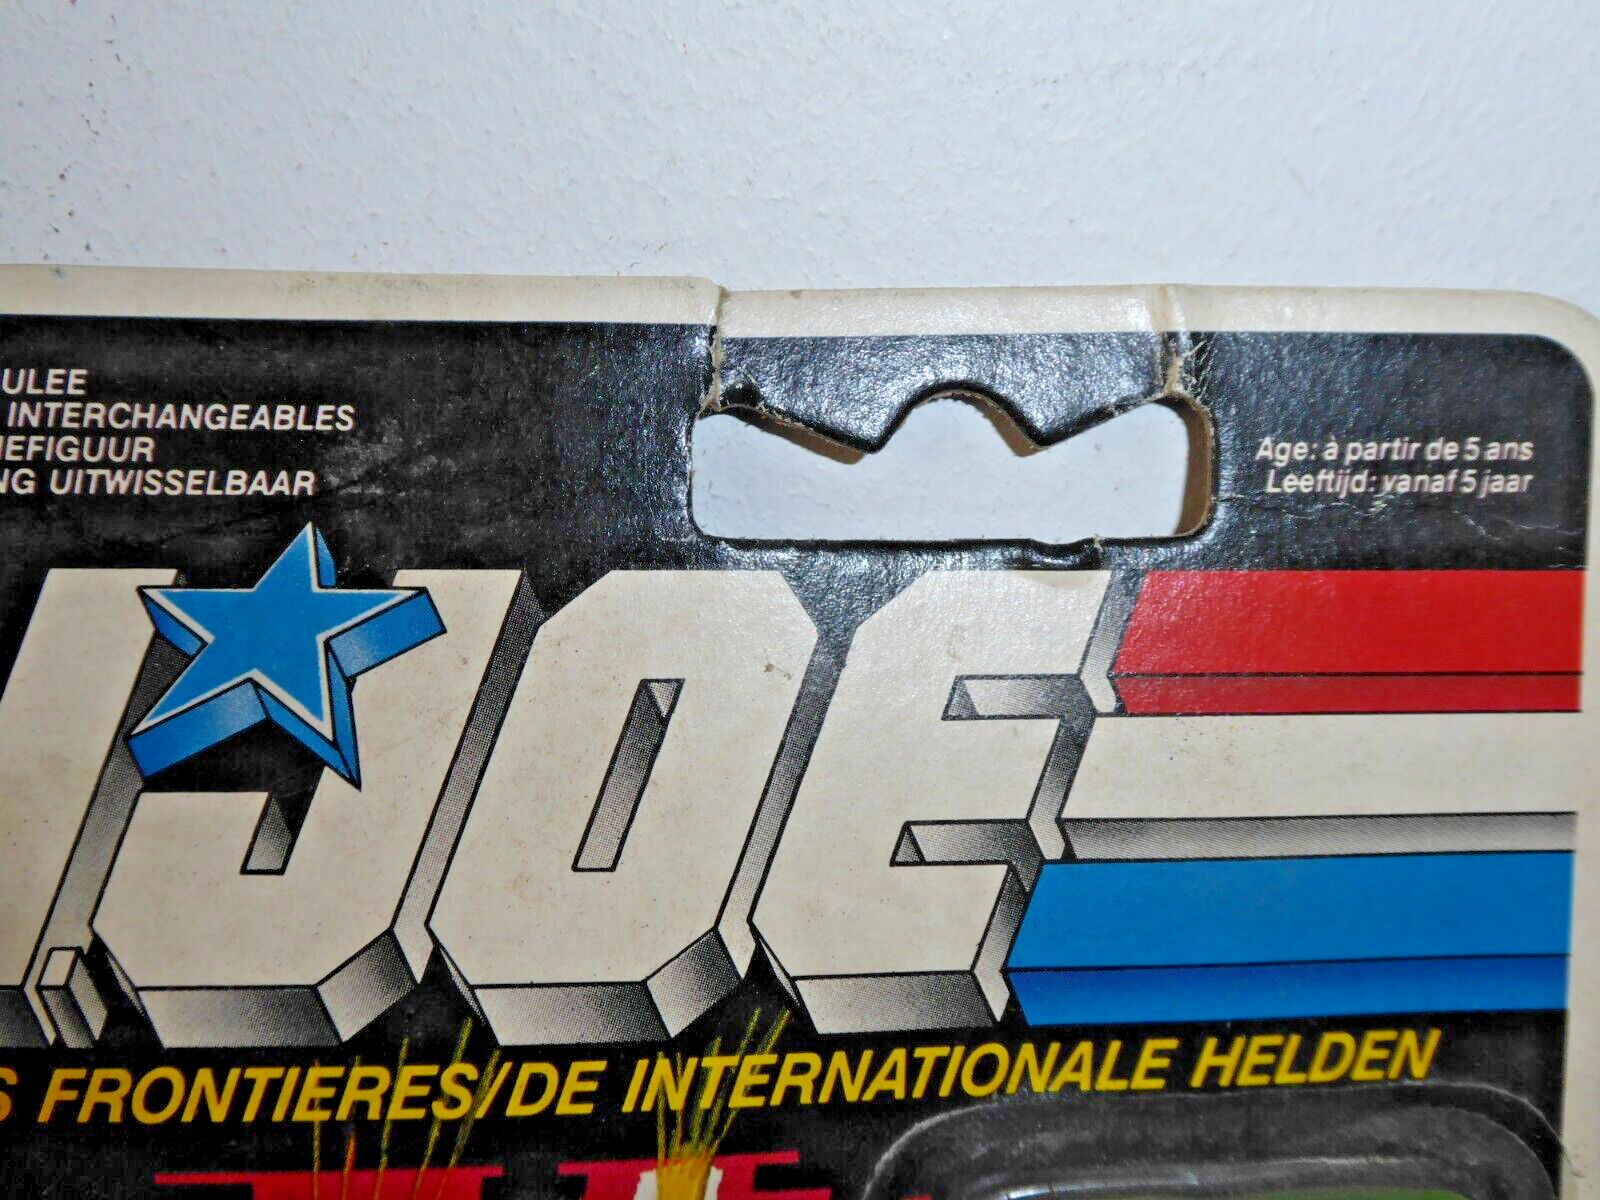 ULEE
INTERCHANGEABLES
IEFIGUUR
NG UITWISSELBAAR
Age: à partir de 5 ans
Leeftijd: vanaf 5 jaar
I.JOE
S FRONTIERES/DE INTERNATIONALE HELDEN